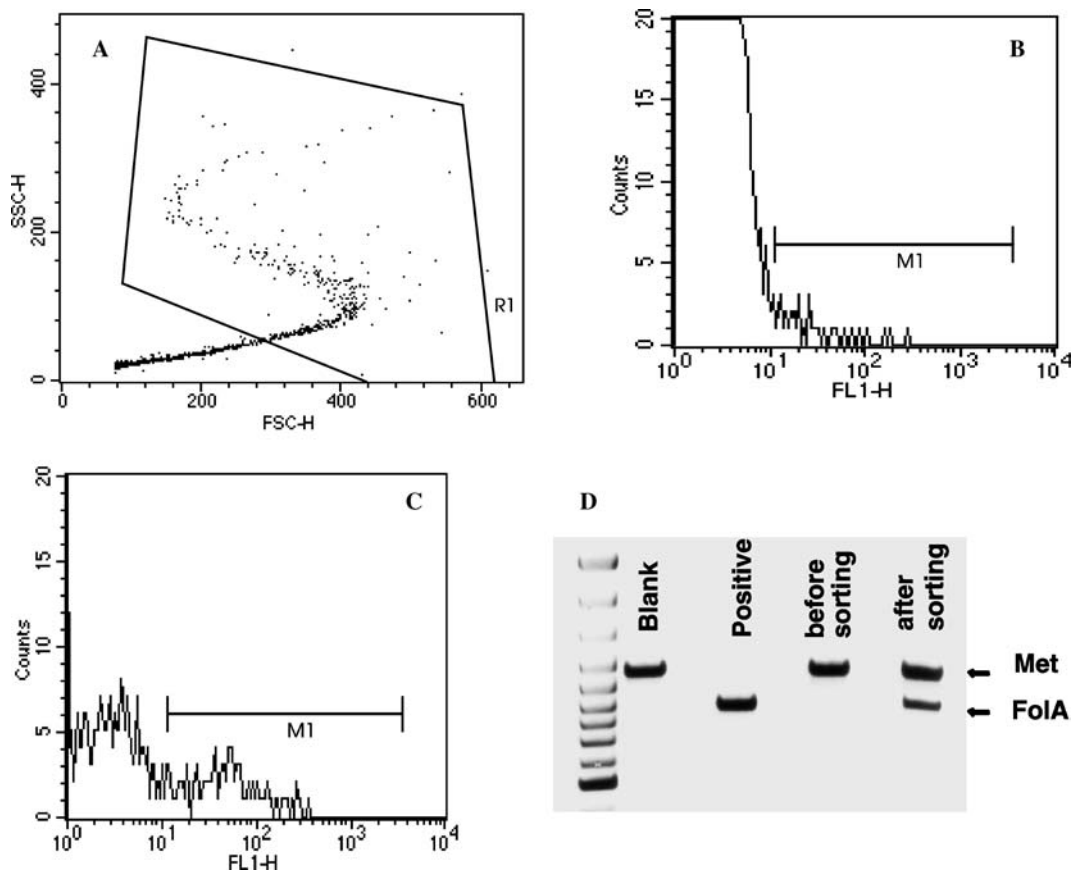 A
SSC-H
400
200
0
R1
0
200
400
600
FSC-H
B
Counts
20
15
10
5
0
M1
10^0
10^1
10^2
10^3
10^4
FL1-H
C
Counts
20
15
10
5
0
M1
10^0
10^1
10^2
10^3
10^4
FL1-H
D
Blank
Positive
before
sorting
after
sorting
Met
FolA